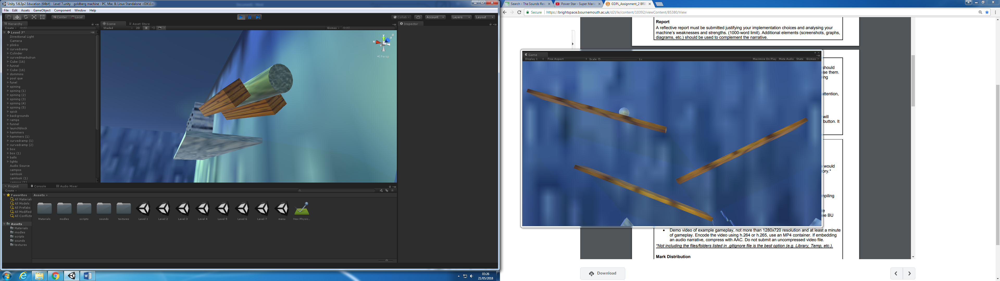 Unity 5.6.3p2 Education (64bit) - Level 7.unity - goldberg machine - PC, Mac & Linux Standalone <DX11>
File Edit Assets GameObject Component Window Help
Center Local
Collab Account Layers Layout
Hierarchy
Create All
Level 7*
Directional Light
Camera
plinko
curvedramp
Cylinder
curvedmarbulrun
Cube (16)
funnel
Cube (16)
dommins
pool que
funel
spining
spining (1)
spining (2)
spining (3)
spining (4)
spining (5)
spick
backgrounds
ramps
funnel
launchblock
hammers
hammers (1)
curvedramp (1)
curvedramp (2)
box
box (1)
balls
lights
Audio Source
campos
camlook
camlook (1)
campos (1)
Scene Asset Store
Shaded 2D Gizmos All
y
x
z
Persp
Inspector
Project Console Audio Mixer
Create
Favorites
All Materials
All Models
All Prefabs
All Modified
All Conflicte
Assets
Materials
modles
scripts
sounds
textures
Assets
Materials modles scripts sounds textures Level 1 Level 2 Level 3 Level 4 Level 5 Level 6 Level 7 menu New Physic...
03:26
21/05/2018
Search - The Sounds Res
Power Star - Super Mario
GDPL_Assignment_2 BRIE
Secure https://brightspace.bournemouth.ac.uk/d2l/le/content/10392/viewContent/85380/View
Report
A reflective report must be submitted justifying your implementation choices and analysing your
machine's weaknesses and strengths. (1000-word limit). Additional elements (screenshots, graphs,
diagrams, etc.) should be used to complement the narrative.
Game
Display 1 Free Aspect Scale 1x Maximize On Play Mute Audio Stats Gizmos
should
se them.
ng
attention,
will
button. It
would
ory.*
mpiling
e
ee BU
• Demo video of example gameplay, not more than 1280x720 resolution and at least a minute
of gameplay. Encode the video using h.264 or h.265, use an MP4 container. If embedding
an audio narrative, compress with AAC. Do not submit an uncompressed video file.
*Not including the files/folders listed in .gitignore file is the best option (e.g. Library, Temp, etc.).
Mark Distribution
Download